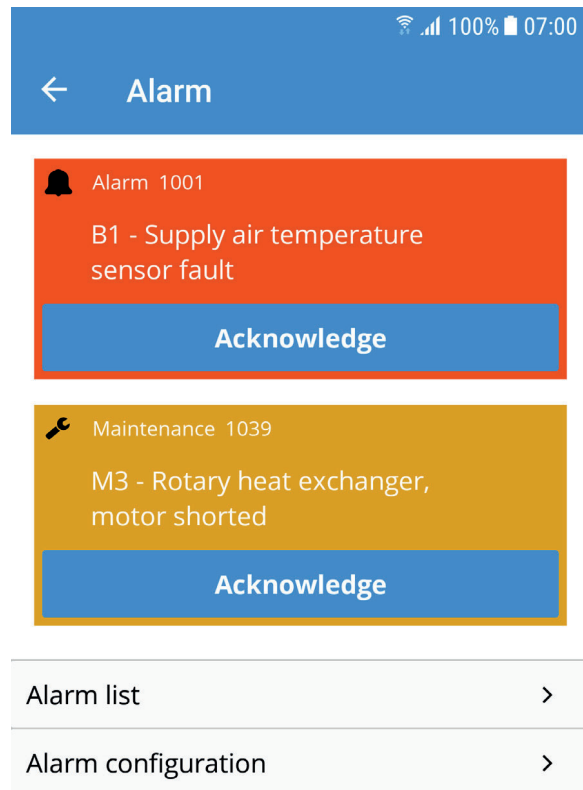 100% 07:00
Alarm
Alarm 1001
B1 - Supply air temperature
sensor fault
Acknowledge
Maintenance 1039
M3 - Rotary heat exchanger,
motor shorted
Acknowledge
Alarm list
Alarm configuration